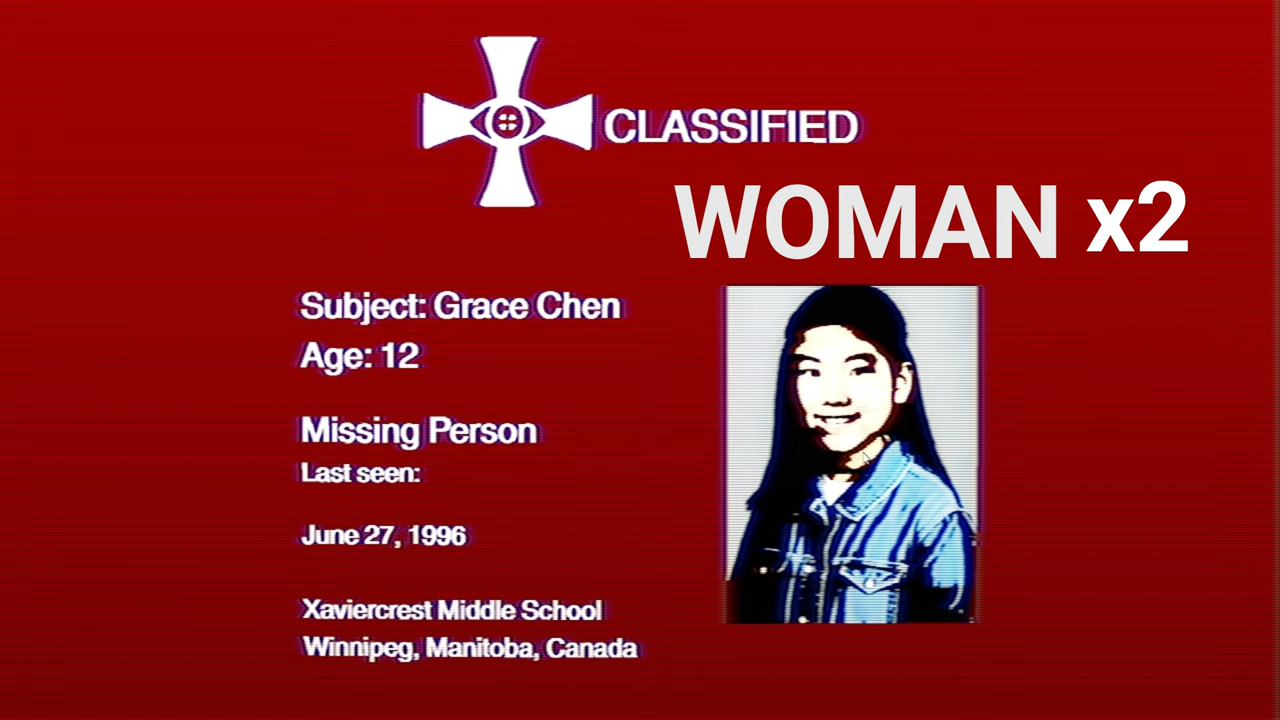 CLASSIFIED
WOMAN x2
Subject: Grace Chen
Age: 12
Missing Person
Last seen:
June 27, 1996
Xaviercrest Middle School
Winnipeg, Manitoba, Canada